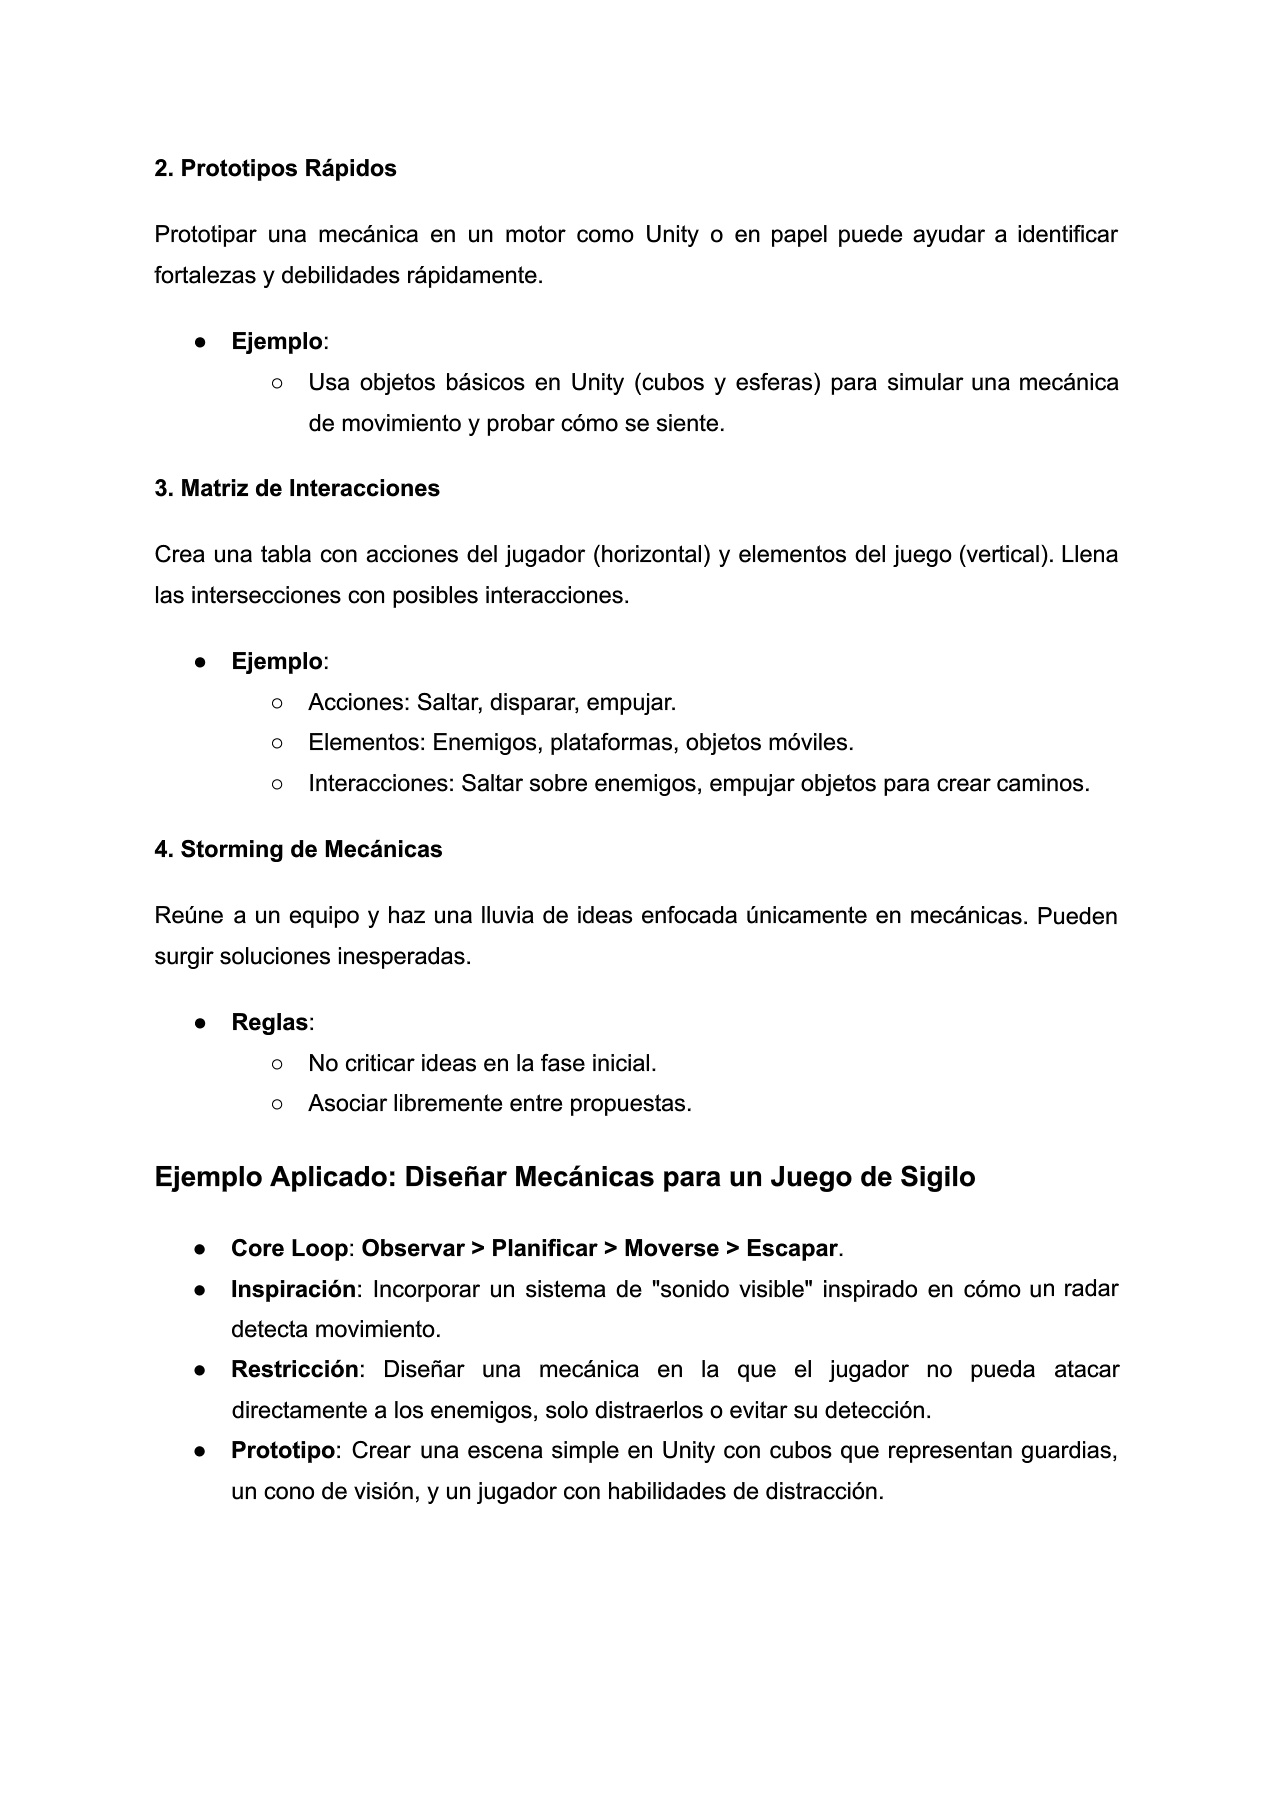 2. Prototipos Rápidos
Prototipar una mecánica en un motor como Unity o en papel puede ayudar a identificar
fortalezas y debilidades rápidamente.
● Ejemplo:
○ Usa objetos básicos en Unity (cubos y esferas) para simular una mecánica
de movimiento y probar cómo se siente.
3. Matriz de Interacciones
Crea una tabla con acciones del jugador (horizontal) y elementos del juego (vertical). Llena
las intersecciones con posibles interacciones.
● Ejemplo:
○ Acciones: Saltar, disparar, empujar.
○ Elementos: Enemigos, plataformas, objetos móviles.
○ Interacciones: Saltar sobre enemigos, empujar objetos para crear caminos.
4. Storming de Mecánicas
Reúne a un equipo y haz una lluvia de ideas enfocada únicamente en mecánicas. Pueden
surgir soluciones inesperadas.
● Reglas:
○ No criticar ideas en la fase inicial.
○ Asociar libremente entre propuestas.
Ejemplo Aplicado: Diseñar Mecánicas para un Juego de Sigilo
● Core Loop: Observar > Planificar > Moverse > Escapar.
● Inspiración: Incorporar un sistema de "sonido visible" inspirado en cómo un radar
detecta movimiento.
● Restricción: Diseñar una mecánica en la que el jugador no pueda atacar
directamente a los enemigos, solo distraerlos o evitar su detección.
● Prototipo: Crear una escena simple en Unity con cubos que representan guardias,
un cono de visión, y un jugador con habilidades de distracción.